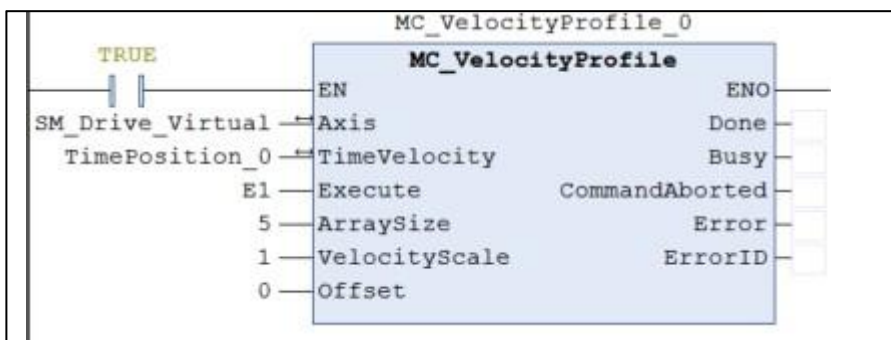 MC_VelocityProfile_0
TRUE
MC_VelocityProfile
EN ENO
SM_Drive_Virtual Axis Done
TimePosition_0 TimeVelocity Busy
E1 Execute CommandAborted
5 ArraySize Error
1 VelocityScale ErrorID
0 Offset